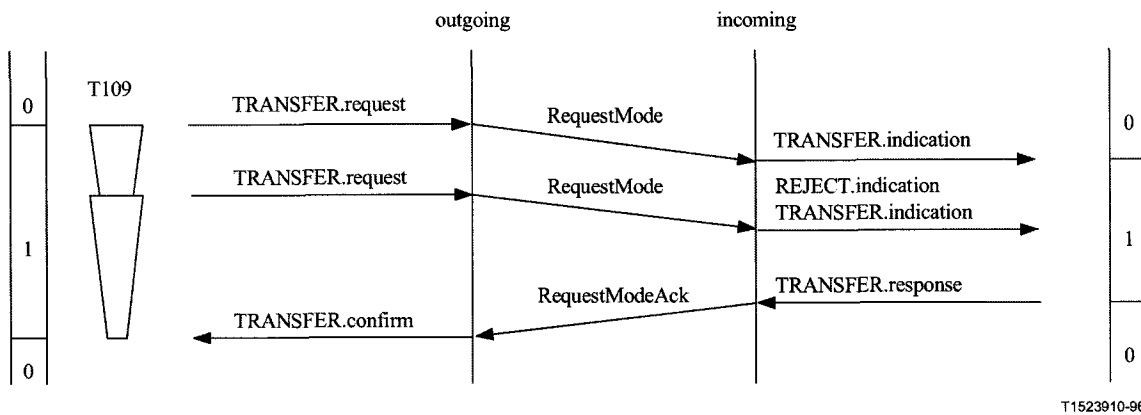 outgoing
incoming
T109
0
TRANSFER.request
RequestMode
0
TRANSFER.indication
TRANSFER.request
RequestMode
REJECT.indication
TRANSFER.indication
1
1
RequestModeAck
TRANSFER.response
TRANSFER.confirm
0
0
T1523910-96